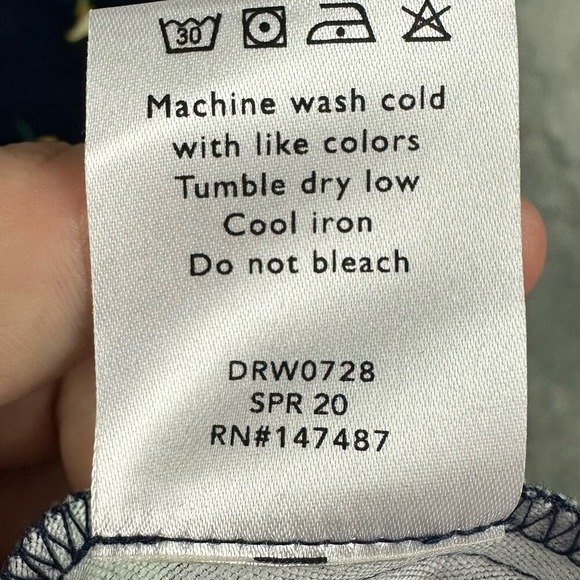 30
Machine wash cold
with like colors
Tumble dry low
Cool iron
Do not bleach
DRW0728
SPR 20
RN#147487